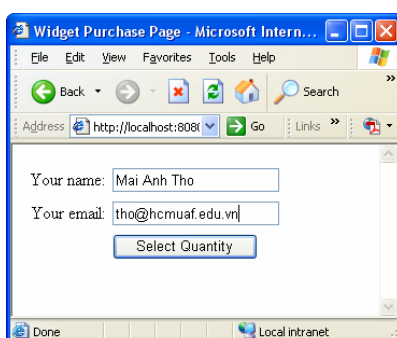 Widget Purchase Page - Microsoft Intern...
File Edit View Favorites Tools Help
Back Search »
Address http://localhost:808 Go Links »
Your name: Mai Anh Tho
Your email: tho@hcmuaf.edu.vn
Select Quantity
Done Local intranet